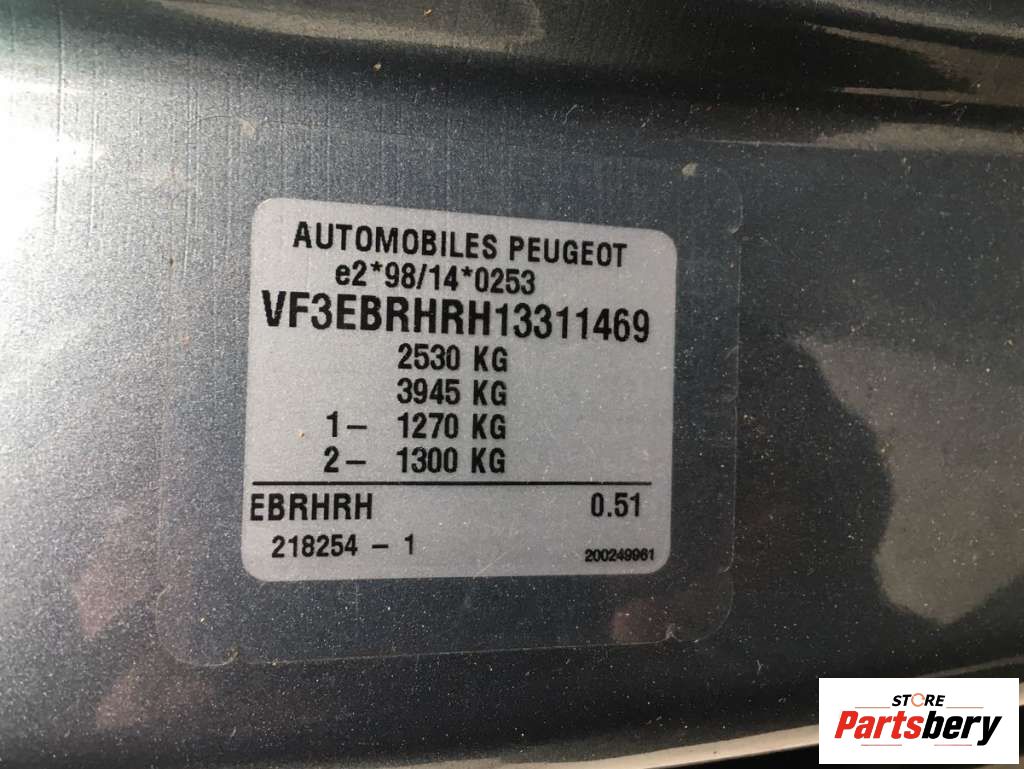 AUTOMOBILES PEUGEOT
e2*98/14*0253
VF3EBRHRH13311469
2530 KG
3945 KG
1- 1270 KG
2- 1300 KG
EBRHRH 0.51
218254 - 1 200249961
STORE
Partsbery